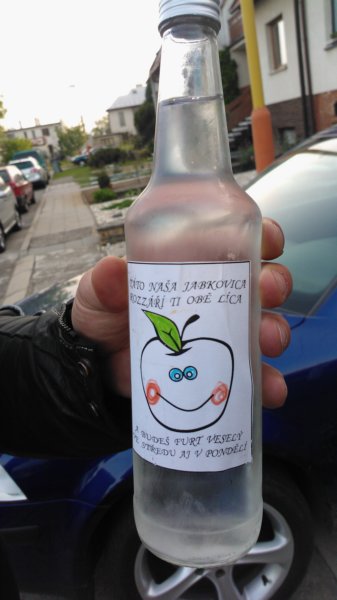 TÁTO NAŠA JABKOVICA
ROZZÁŘÍ TI OBĚ LÍCA
A BUDEŠ FURT VESELÝ
VE STŘEDU AJ V PONDĚLÍ